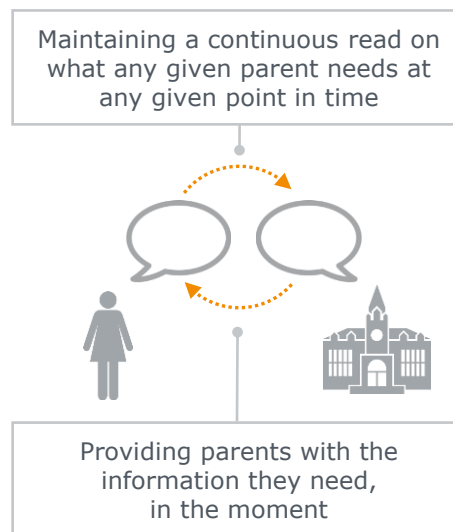 Maintaining a continuous read on
what any given parent needs at
any given point in time
Providing parents with the
information they need,
in the moment